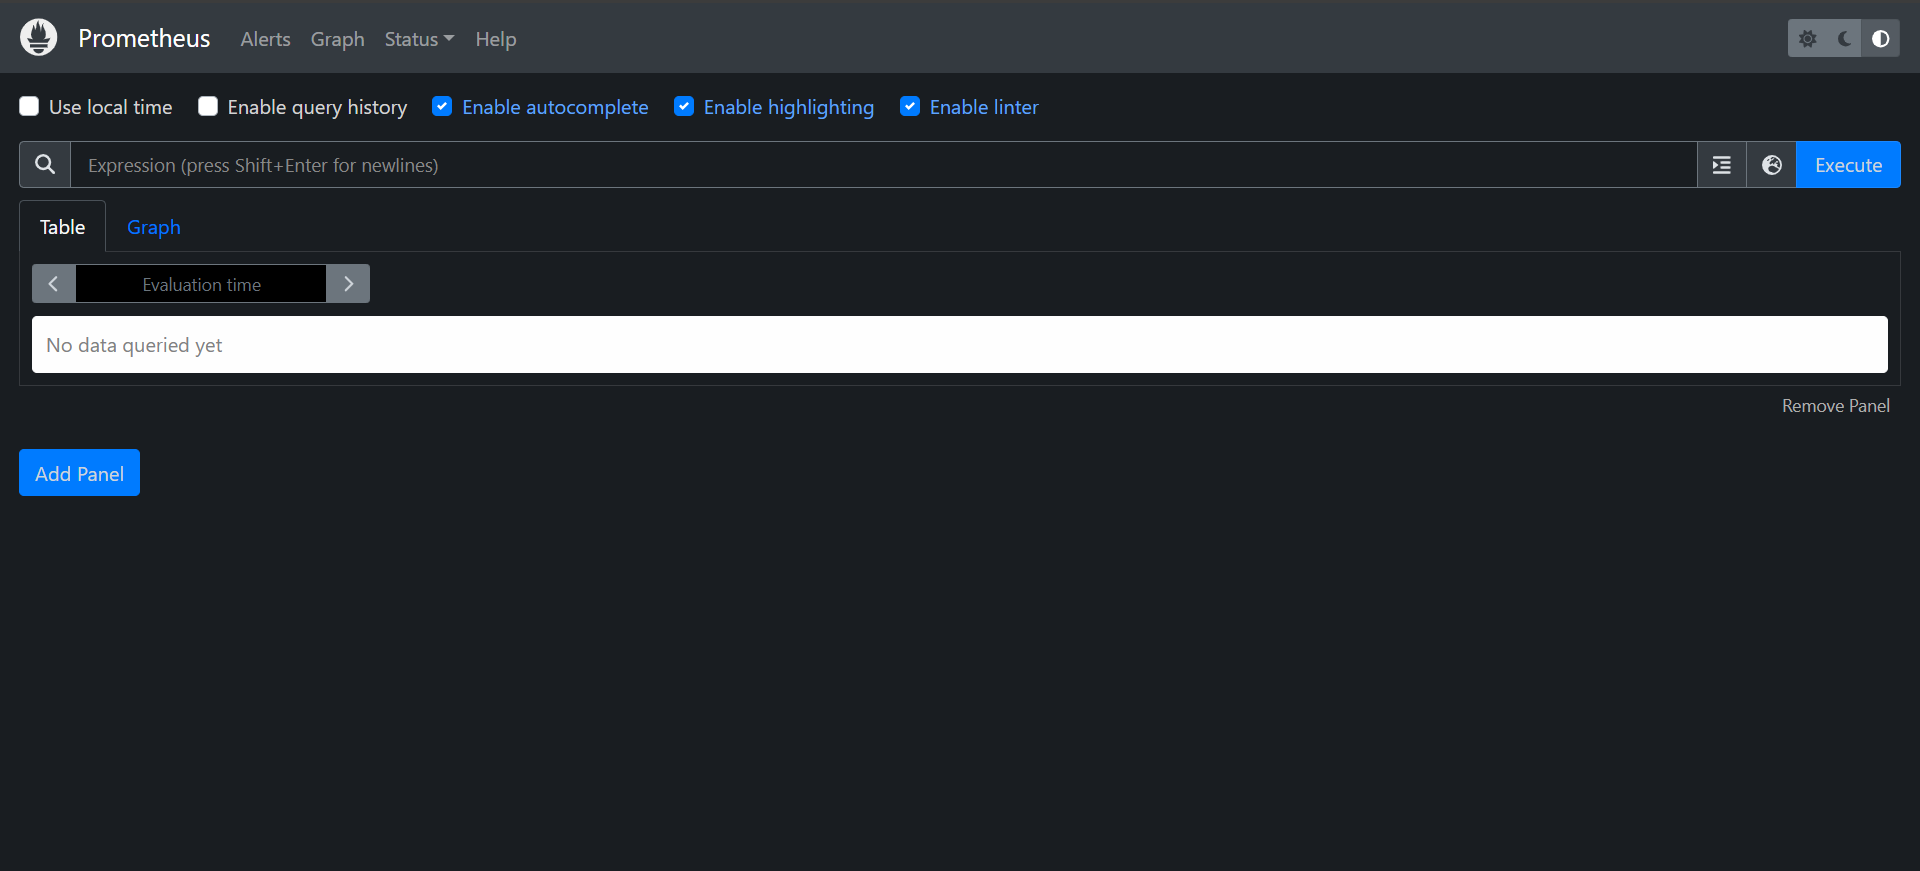 Prometheus Alerts Graph Status Help
Use local time Enable query history Enable autocomplete Enable highlighting Enable linter
Expression (press Shift+Enter for newlines) Execute
Table Graph
Evaluation time
No data queried yet
Remove Panel
Add Panel